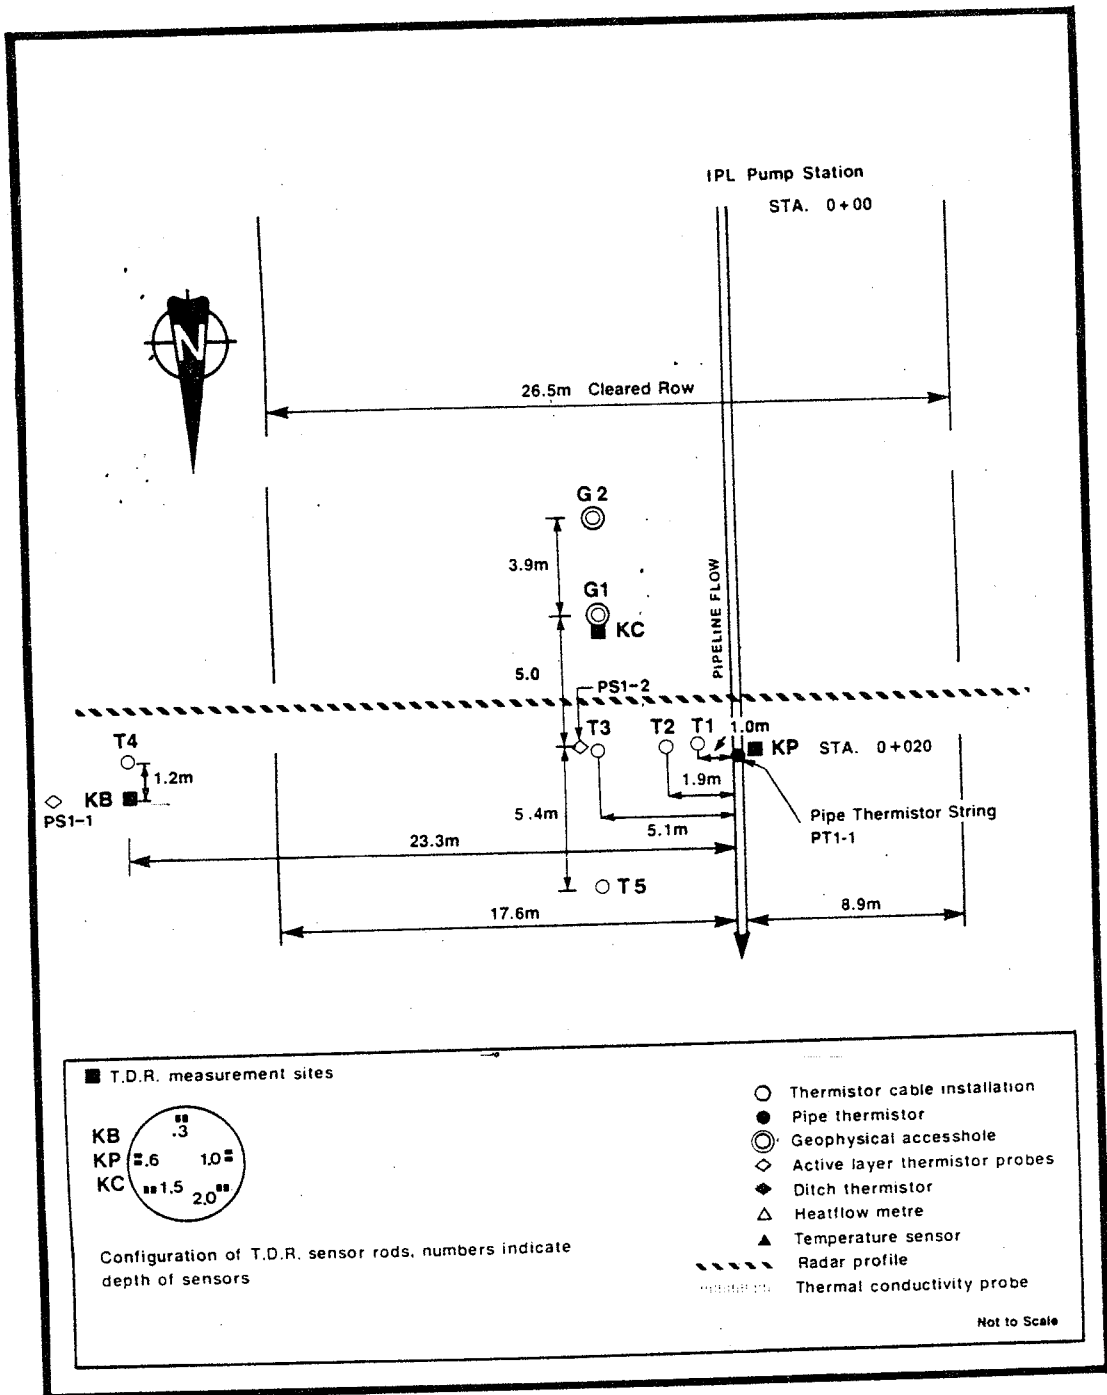 IPL Pump Station
STA. 0+00
N
26.5m Cleared Row
G2
3.9m
G1
KC
PIPELINE FLOW
5.0
PS1-2
T4
T3
T2
T1
1.0m
KP STA. 0+020
1.2m
KB
PS1-1
1.9m
5.4m
5.1m
Pipe Thermistor String
PT1-1
23.3m
T5
17.6m
8.9m
T.D.R. measurement sites
KB
KP
KC
.3
.6
1.0
1.5
2.0
Configuration of T.D.R. sensor rods, numbers indicate
depth of sensors
Thermistor cable installation
Pipe thermistor
Geophysical accesshole
Active layer thermistor probes
Ditch thermistor
Heatflow metre
Temperature sensor
Radar profile
Thermal conductivity probe
Not to Scale